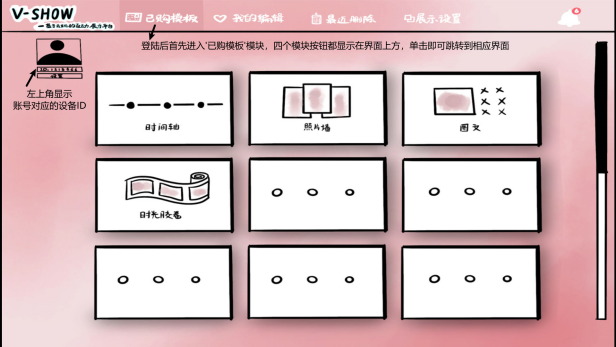 V-SHOW
已购模板
我的编辑
最近删除
展示设置
登陆后首先进入'已购模板'模块，四个模块按钮都显示在界面上方，单击即可跳转到相应界面
设置
左上角显示
账号对应的设备ID
时间轴
照片墙
图文
时光胶卷